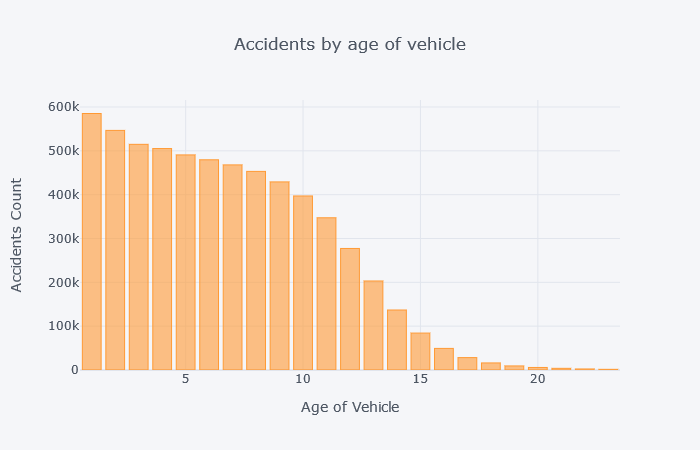 Accidents by age of vehicle
600k
500k
400k
300k
200k
100k
0
5 10 15 20
Accidents Count
Age of Vehicle